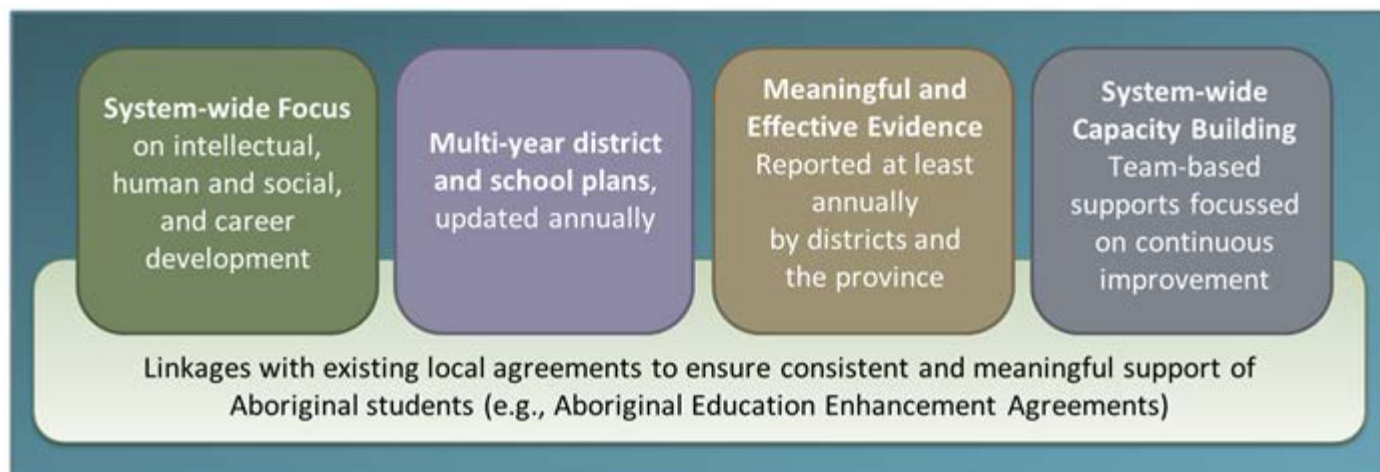 System-wide Focus
on intellectual,
human and social,
and career
development
Multi-year district
and school plans,
updated annually
Meaningful and
Effective Evidence
Reported at least
annually
by districts and
the province
System-wide
Capacity Building
Team-based
supports focussed
on continuous
improvement
Linkages with existing local agreements to ensure consistent and meaningful support of
Aboriginal students (e.g., Aboriginal Education Enhancement Agreements)